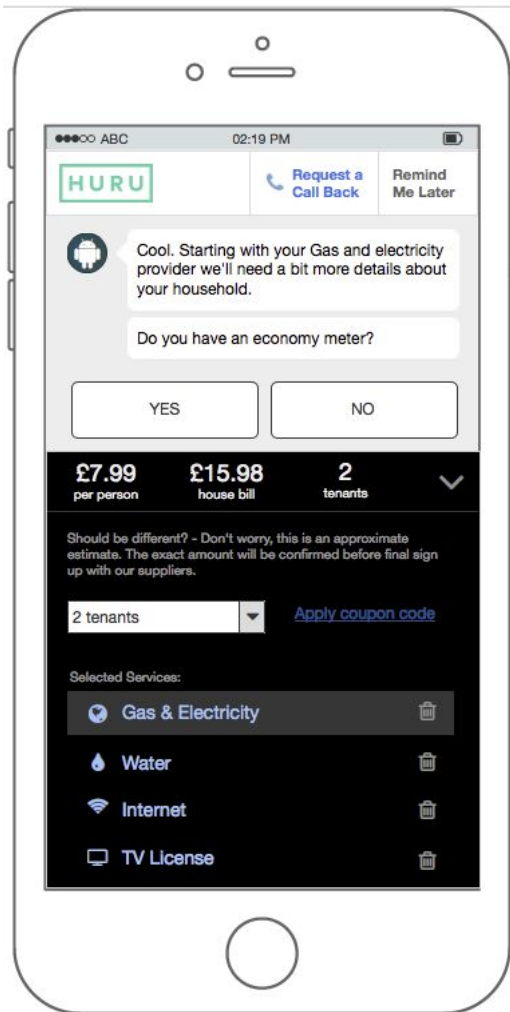 ABC 02:19 PM
HURU
Request a
Call Back
Remind
Me Later
Cool. Starting with your Gas and electricity
provider we'll need a bit more details about
your household.
Do you have an economy meter?
YES NO
£7.99 £15.98 2
per person house bill tenants
Should be different? - Don't worry, this is an approximate
estimate. The exact amount will be confirmed before final sign
up with our suppliers.
2 tenants Apply coupon code
Selected Services:
Gas & Electricity
Water
Internet
TV License